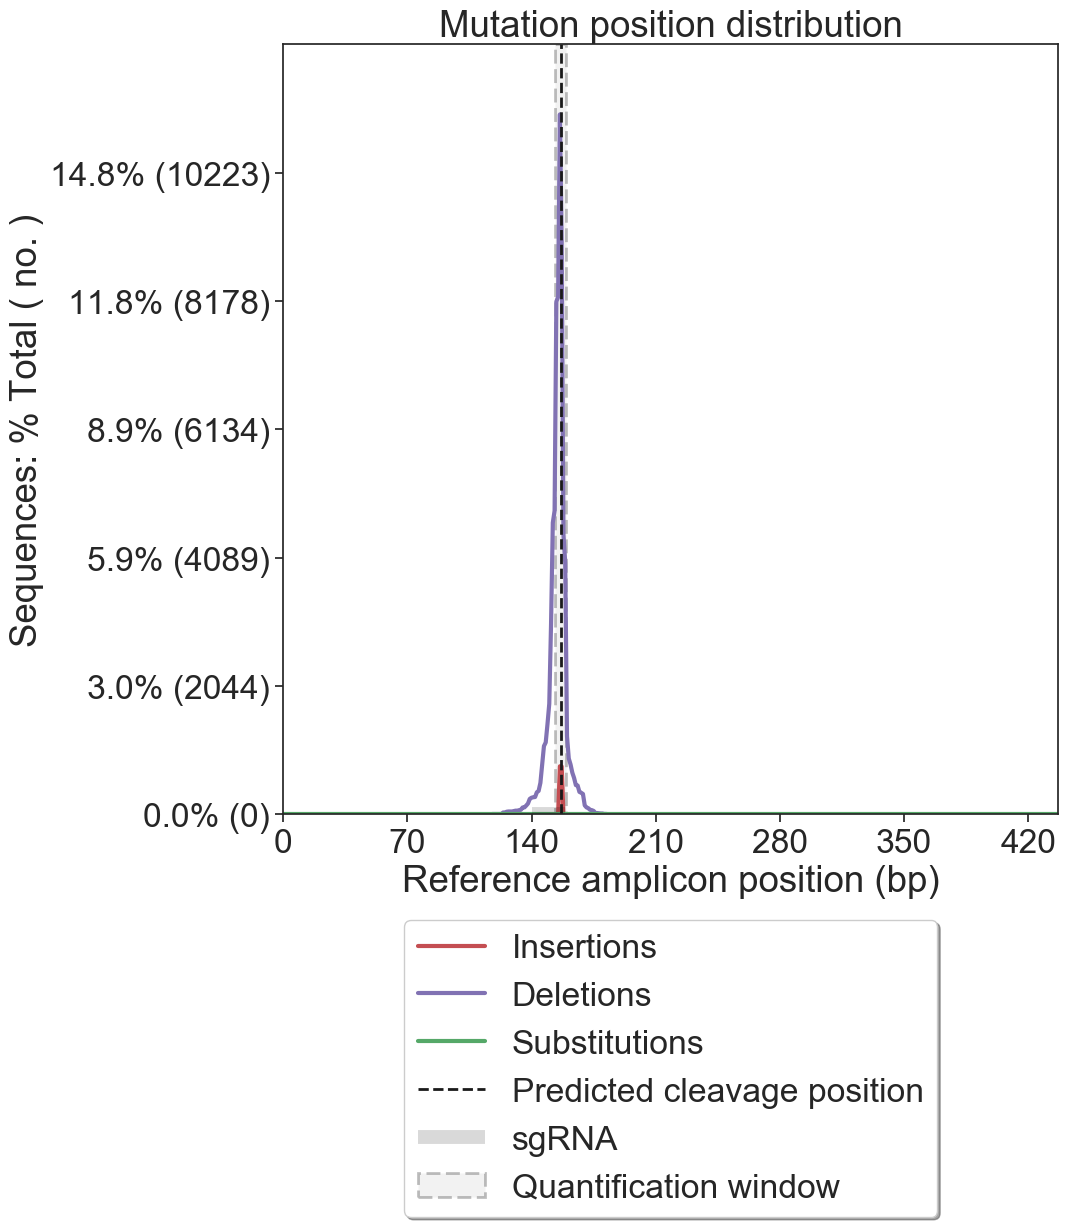 Mutation position distribution
Sequences: % Total ( no. )
14.8% (10223)
11.8% (8178)
8.9% (6134)
5.9% (4089)
3.0% (2044)
0.0% (0)
0 70 140 210 280 350 420
Reference amplicon position (bp)
Insertions
Deletions
Substitutions
Predicted cleavage position
sgRNA
Quantification window